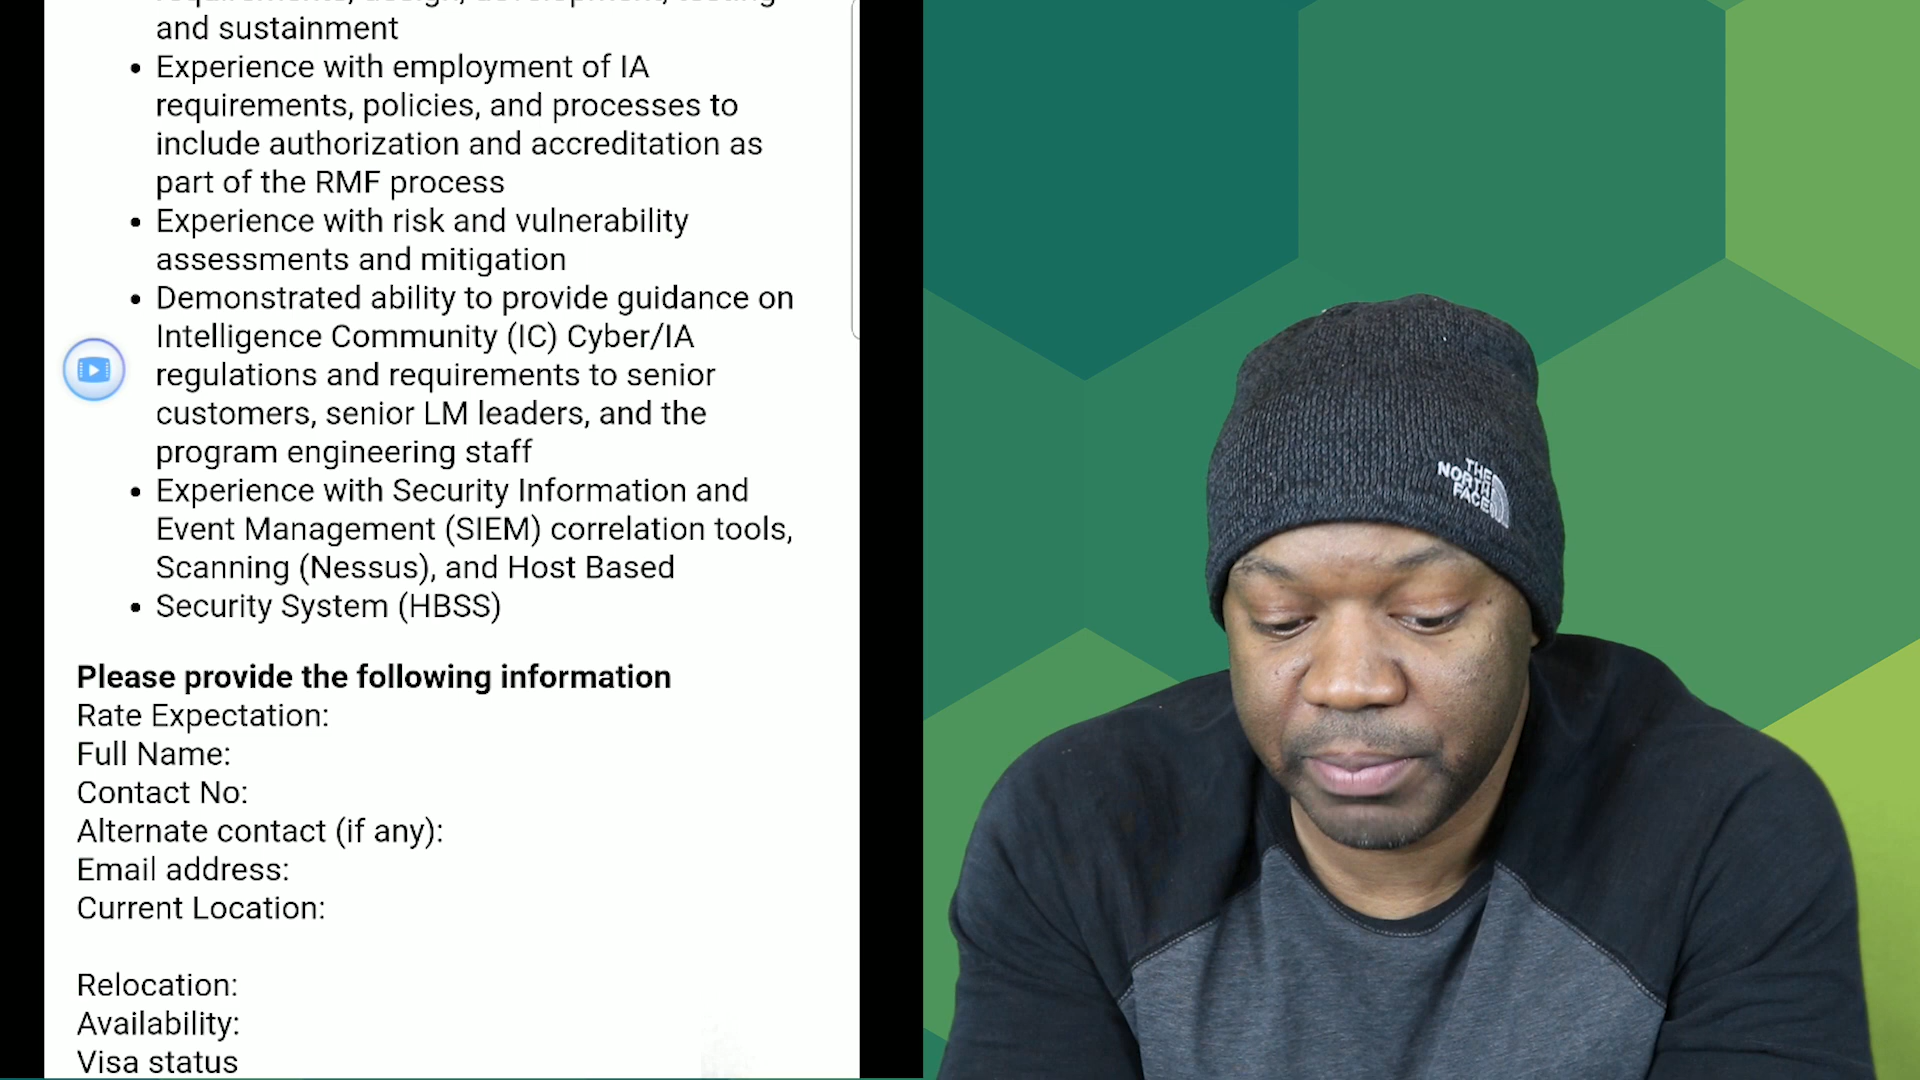 requirements, design, development, testing
and sustainment
• Experience with employment of IA
requirements, policies, and processes to
include authorization and accreditation as
part of the RMF process
• Experience with risk and vulnerability
assessments and mitigation
• Demonstrated ability to provide guidance on
Intelligence Community (IC) Cyber/IA
regulations and requirements to senior
customers, senior LM leaders, and the
program engineering staff
• Experience with Security Information and
Event Management (SIEM) correlation tools,
Scanning (Nessus), and Host Based
• Security System (HBSS)
Please provide the following information
Rate Expectation:
Full Name:
Contact No:
Alternate contact (if any):
Email address:
Current Location:
Relocation:
Availability:
Visa status
THE
NORTH
FACE